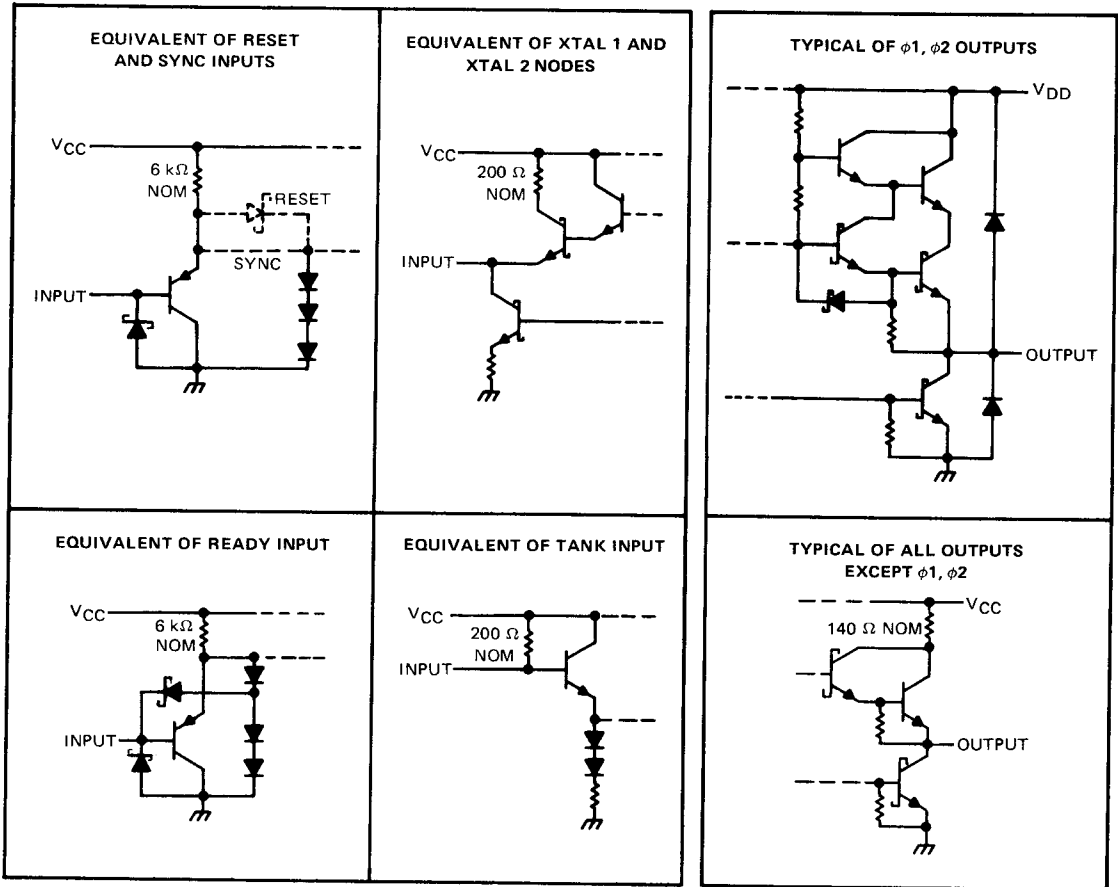 EQUIVALENT OF RESET
AND SYNC INPUTS
VCC
6 kΩ
NOM
RESET
SYNC
INPUT
EQUIVALENT OF XTAL 1 AND
XTAL 2 NODES
VCC
200 Ω
NOM
INPUT
TYPICAL OF ϕ1, ϕ2 OUTPUTS
VDD
OUTPUT
EQUIVALENT OF READY INPUT
VCC
6 kΩ
NOM
INPUT
EQUIVALENT OF TANK INPUT
VCC
200 Ω
NOM
INPUT
TYPICAL OF ALL OUTPUTS
EXCEPT ϕ1, ϕ2
VCC
140 Ω NOM
OUTPUT